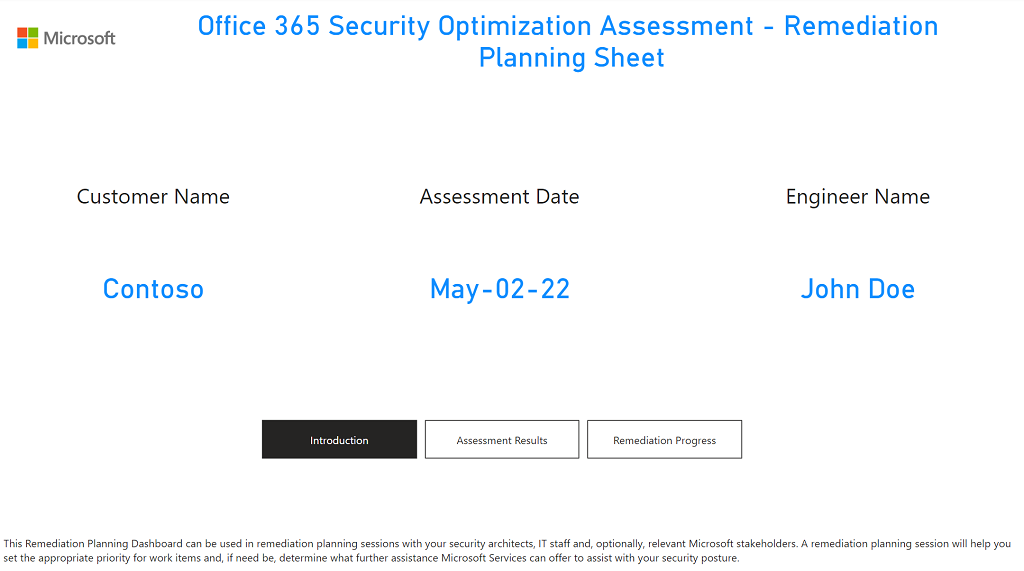 Microsoft
Office 365 Security Optimization Assessment - Remediation
Planning Sheet
Customer Name
Assessment Date
Engineer Name
Contoso
May-02-22
John Doe
Introduction
Assessment Results
Remediation Progress
This Remediation Planning Dashboard can be used in remediation planning sessions with your security architects, IT staff and, optionally, relevant Microsoft stakeholders. A remediation planning session will help you
set the appropriate priority for work items and, if need be, determine what further assistance Microsoft Services can offer to assist with your security posture.